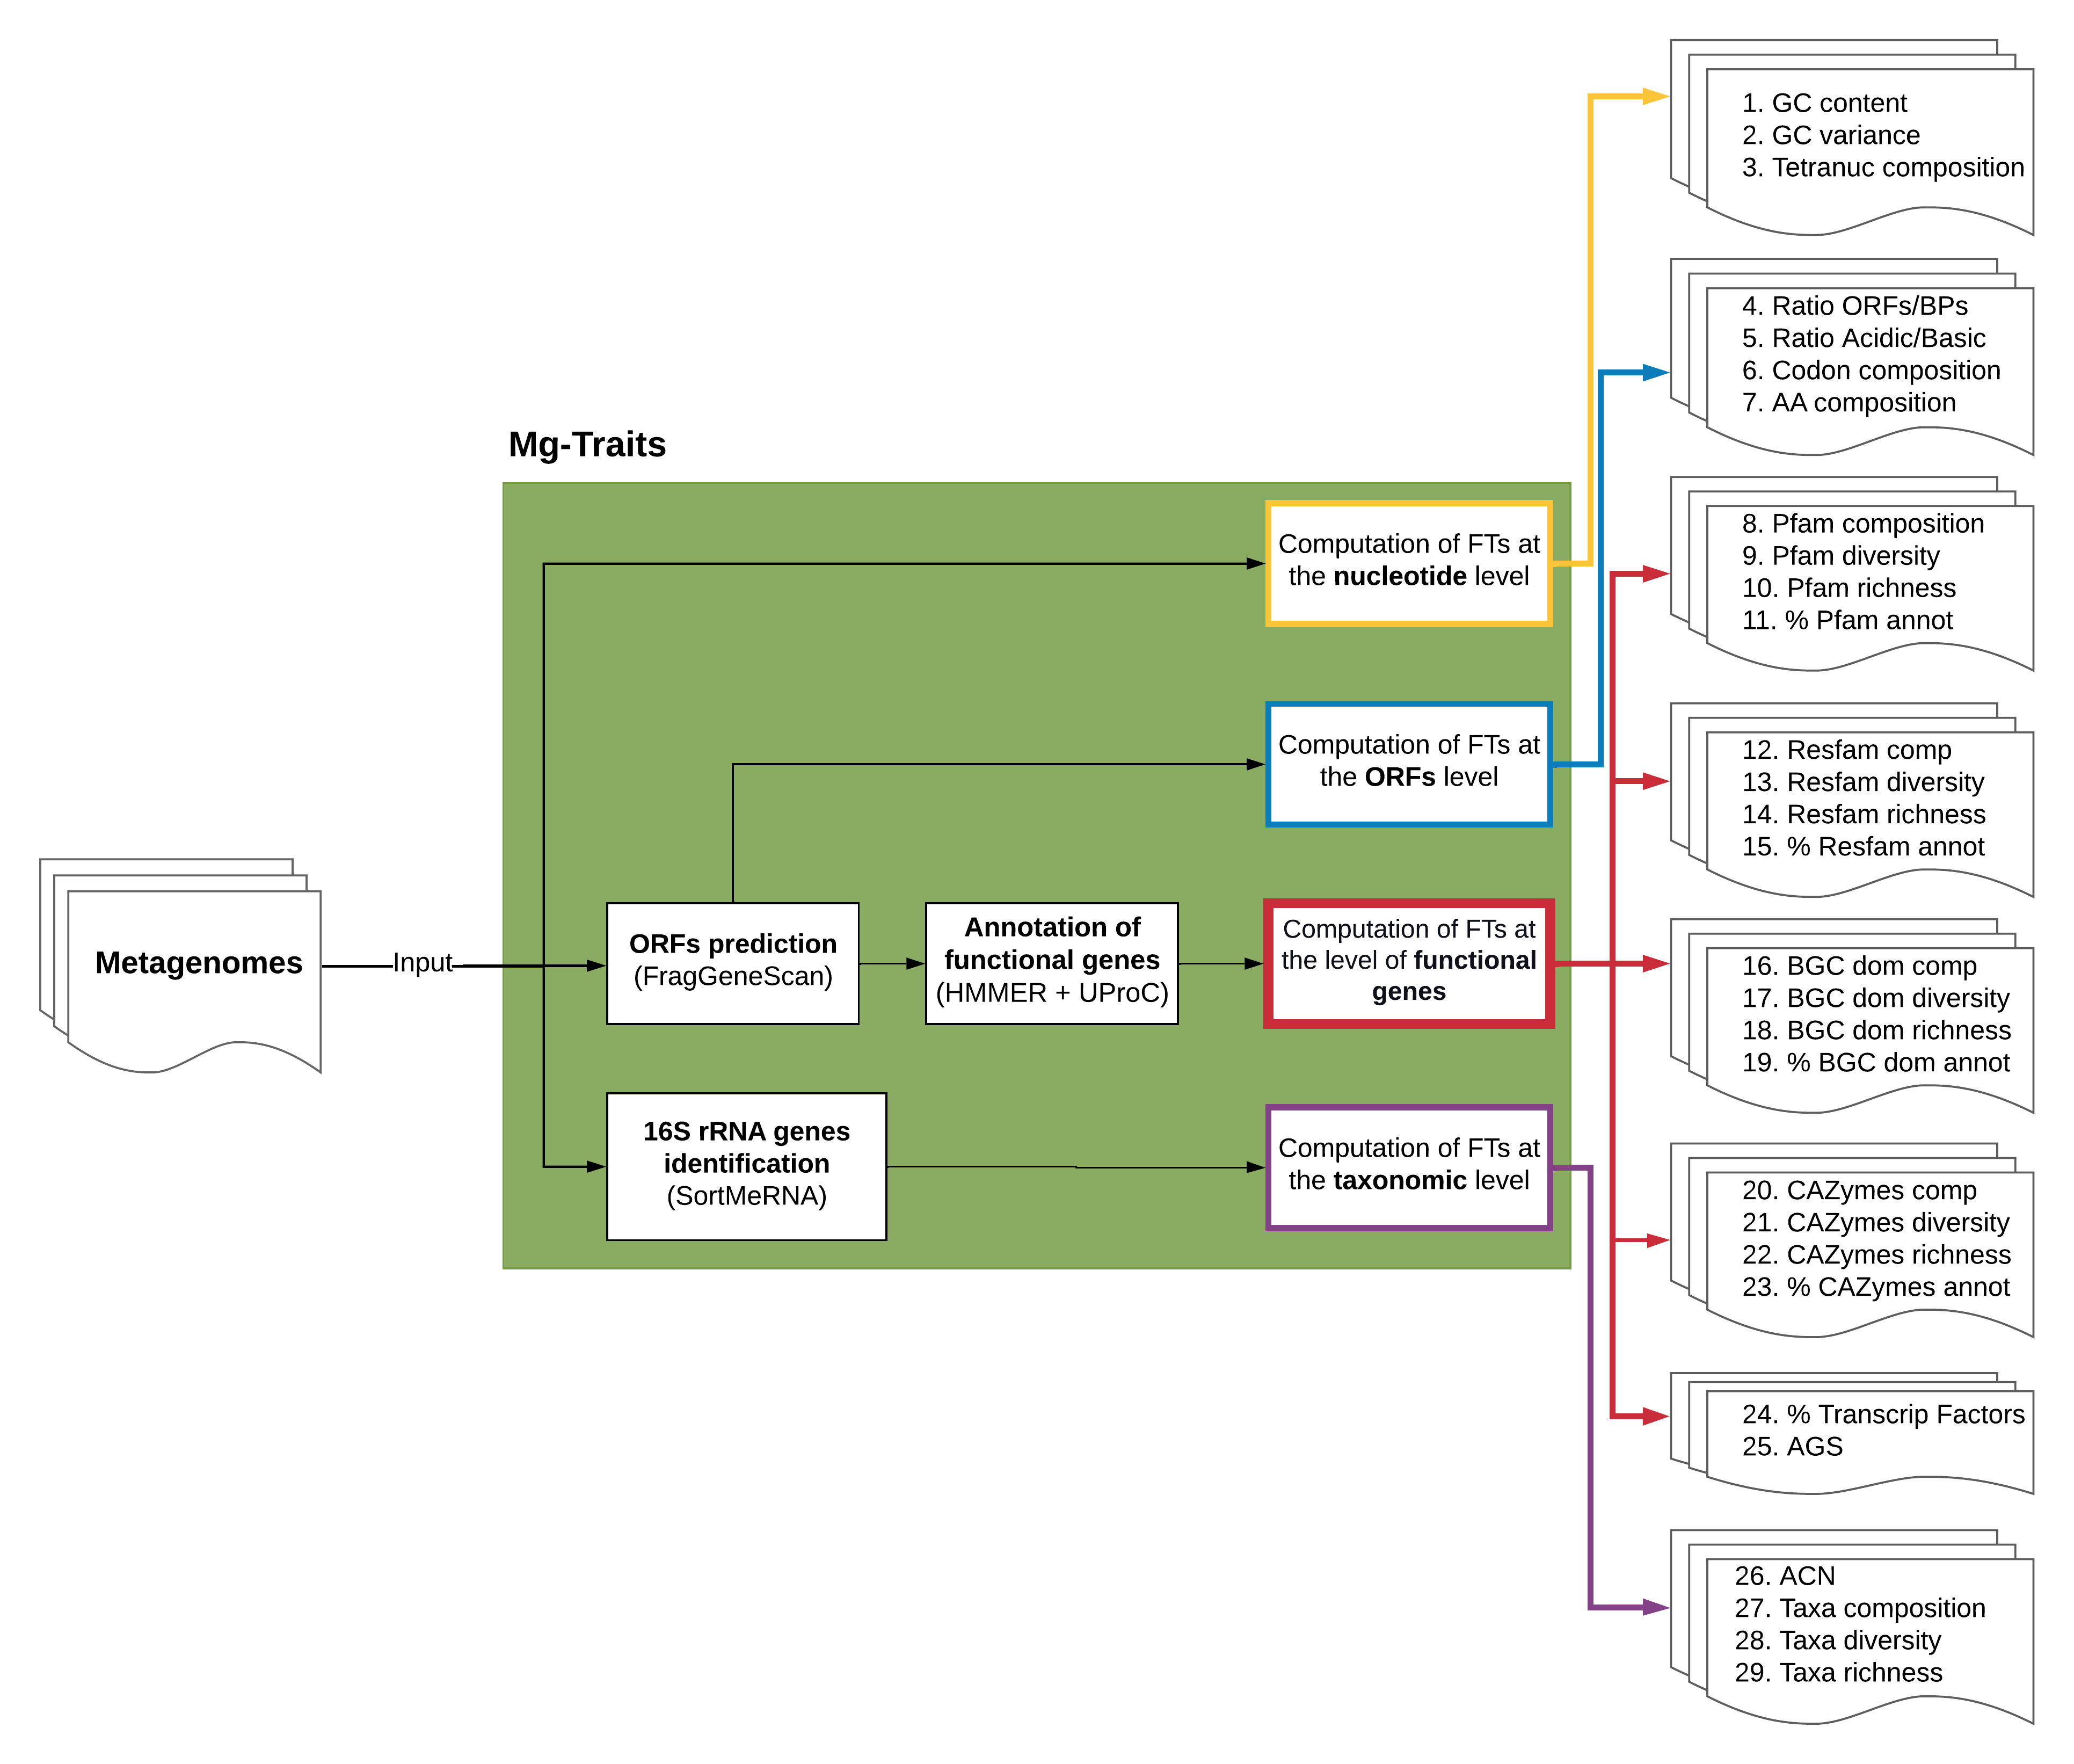 Mg-Traits
Metagenomes
Input
ORFs prediction
(FragGeneScan)
Annotation of
functional genes
(HMMER + UProC)
16S rRNA genes
identification
(SortMeRNA)
Computation of FTs at
the nucleotide level
Computation of FTs at
the ORFs level
Computation of FTs at
the level of functional
genes
Computation of FTs at
the taxonomic level
1. GC content
2. GC variance
3. Tetranuc composition
4. Ratio ORFs/BPs
5. Ratio Acidic/Basic
6. Codon composition
7. AA composition
8. Pfam composition
9. Pfam diversity
10. Pfam richness
11. % Pfam annot
12. Resfam comp
13. Resfam diversity
14. Resfam richness
15. % Resfam annot
16. BGC dom comp
17. BGC dom diversity
18. BGC dom richness
19. % BGC dom annot
20. CAZymes comp
21. CAZymes diversity
22. CAZymes richness
23. % CAZymes annot
24. % Transcrip Factors
25. AGS
26. ACN
27. Taxa composition
28. Taxa diversity
29. Taxa richness